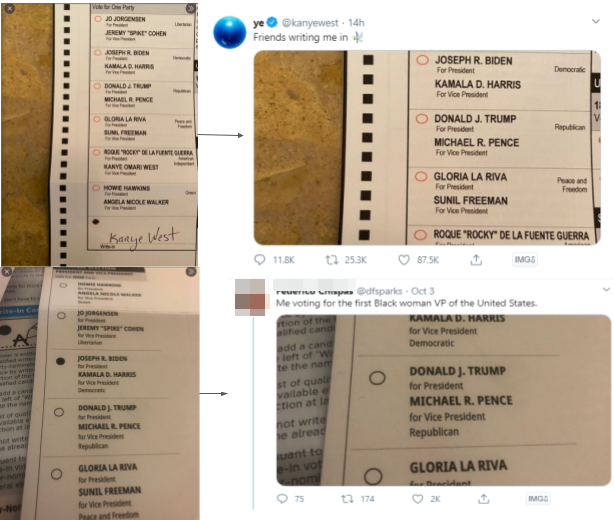 Vote for One Party
JO JORGENSEN
For President
Libertarian
JEREMY "SPIKE" COHEN
For Vice President
JOSEPH R. BIDEN
For President
Democratic
KAMALA D. HARRIS
For Vice President
DONALD J. TRUMP
For President
Republican
MICHAEL R. PENCE
For Vice President
GLORIA LA RIVA
For President
Peace and
Freedom
SUNIL FREEMAN
For Vice President
ROQUE "ROCKY" DE LA FUENTE GUERRA
For President
American
Independent
KANYE OMARI WEST
For Vice President
HOWIE HAWKINS
For President
Green
ANGELA NICOLE WALKER
For Vice President
Write-in
Kanye West
ye @kanyewest · 14h
Friends writing me in
JOSEPH R. BIDEN
For President
Democratic
KAMALA D. HARRIS
For Vice President
DONALD J. TRUMP
For President
Republican
MICHAEL R. PENCE
For Vice President
GLORIA LA RIVA
For President
Peace and
Freedom
SUNIL FREEMAN
For Vice President
ROQUE "ROCKY" DE LA FUENTE GUERRA
11.8K 25.3K 87.5K IMGS
PRESIDENT AND VICE PRESIDENT
HOWIE HAWKINS
for President
ANGELA NICOLE WALKER
for Vice President
Green
JO JORGENSEN
for President
JEREMY "SPIKE" COHEN
for Vice President
Libertarian
JOSEPH R. BIDEN
for President
KAMALA D. HARRIS
for Vice President
Democratic
DONALD J. TRUMP
for President
MICHAEL R. PENCE
for Vice President
Republican
GLORIA LA RIVA
for President
SUNIL FREEMAN
for Vice President
Peace and Freedom
@dfsparks · Oct 3
Me voting for the first Black woman VP of the United States.
KAMALA D. HARRIS
for Vice President
Democratic
DONALD J. TRUMP
for President
MICHAEL R. PENCE
for Vice President
Republican
GLORIA LA RIVA
for President
75 174 2K IMGS